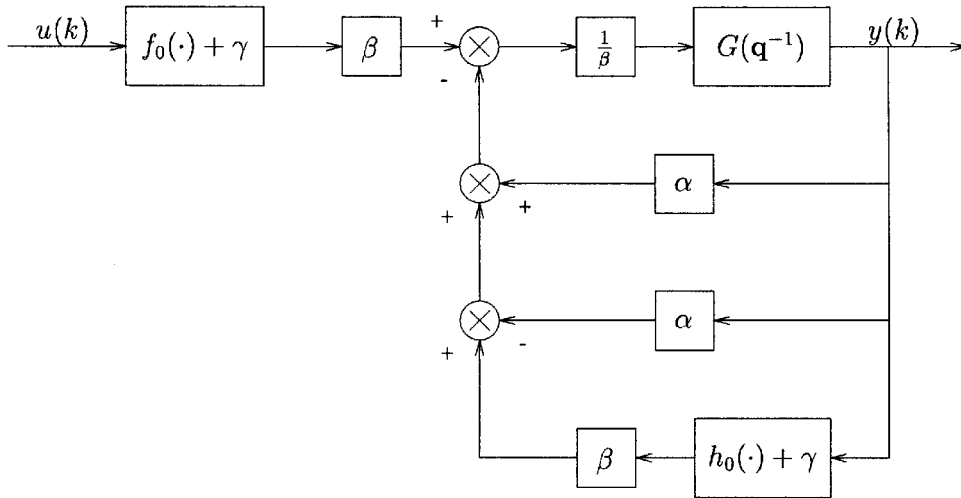 u(k) f₀(·) + γ β + - 1/β G(q⁻¹) y(k)
α
+ +
α
+ -
β h₀(·) + γ